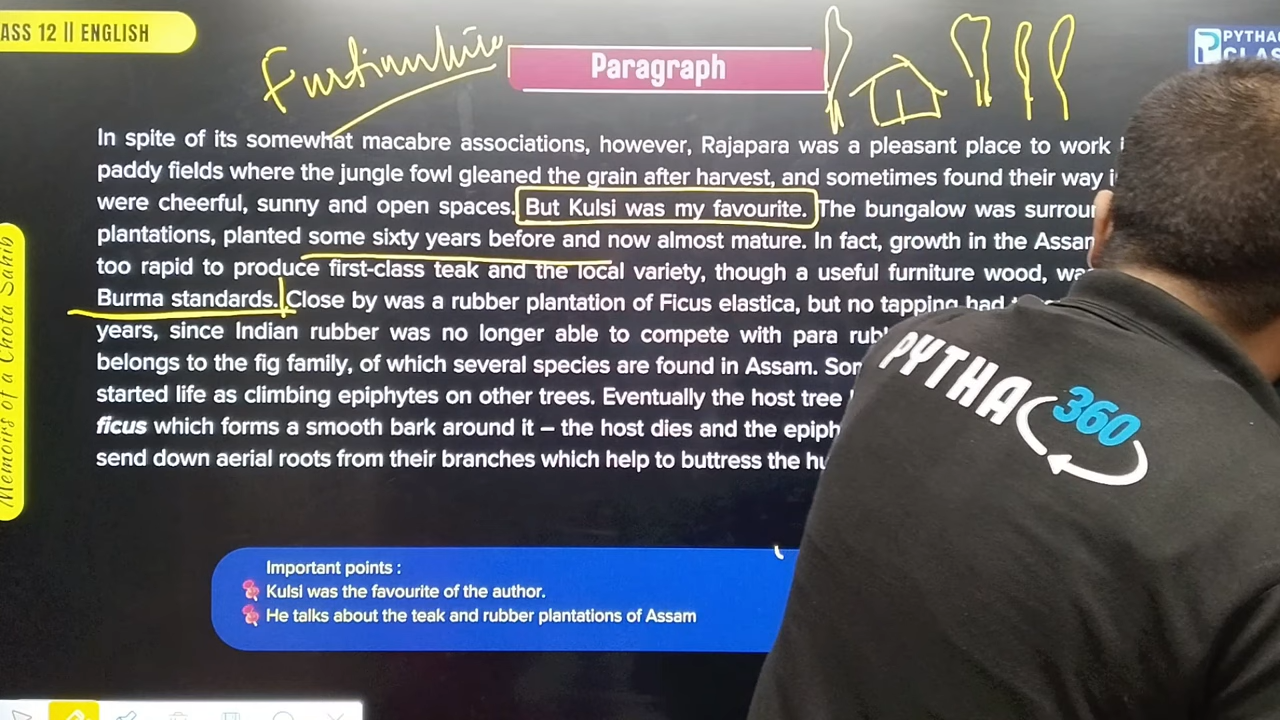 ASS 12 || ENGLISH
Paragraph
PYTHA
CLAS
In spite of its somewhat macabre associations, however, Rajapara was a pleasant place to work
paddy fields where the jungle fowl gleaned the grain after harvest, and sometimes found their way
were cheerful, sunny and open spaces. But Kulsi was my favourite. The bungalow was surrour
plantations, planted some sixty years before and now almost mature. In fact, growth in the Assan
too rapid to produce first-class teak and the local variety, though a useful furniture wood, wa
Burma standards. Close by was a rubber plantation of Ficus elastica, but no tapping had
years, since Indian rubber was no longer able to compete with para rub
belongs to the fig family, of which several species are found in Assam. Som
started life as climbing epiphytes on other trees. Eventually the host tree
ficus which forms a smooth bark around it – the host dies and the epiph
send down aerial roots from their branches which help to buttress the hu
Memoirs of a Chota Sahib
Important points :
Kulsi was the favourite of the author.
He talks about the teak and rubber plantations of Assam
PYTHA 360